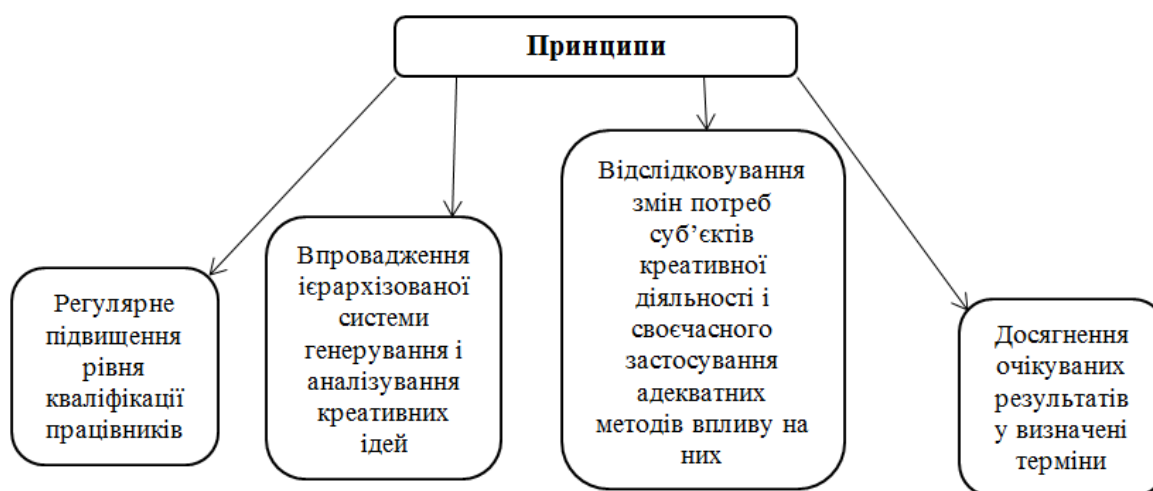 Принципи
Регулярне
підвищення
рівня
кваліфікації
працівників
Впровадження
ієрархізованої
системи
генерування і
аналізування
креативних
ідей
Відслідковування
змін потреб
суб’єктів
креативної
діяльності і
своєчасного
застосування
адекватних
методів впливу на
них
Досягнення
очікуваних
результатів
у визначені
терміни